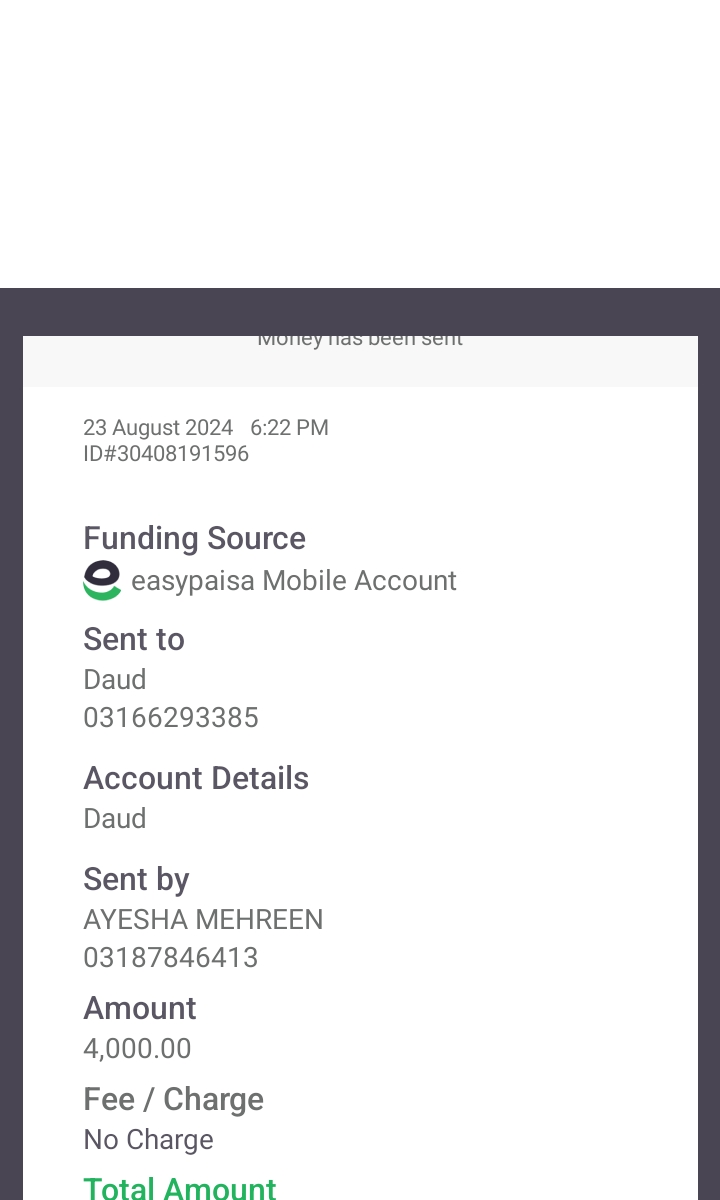 Money has been sent
23 August 2024 6:22 PM
ID#30408191596
Funding Source
easypaisa Mobile Account
Sent to
Daud
03166293385
Account Details
Daud
Sent by
AYESHA MEHREEN
03187846413
Amount
4,000.00
Fee / Charge
No Charge
Total Amount